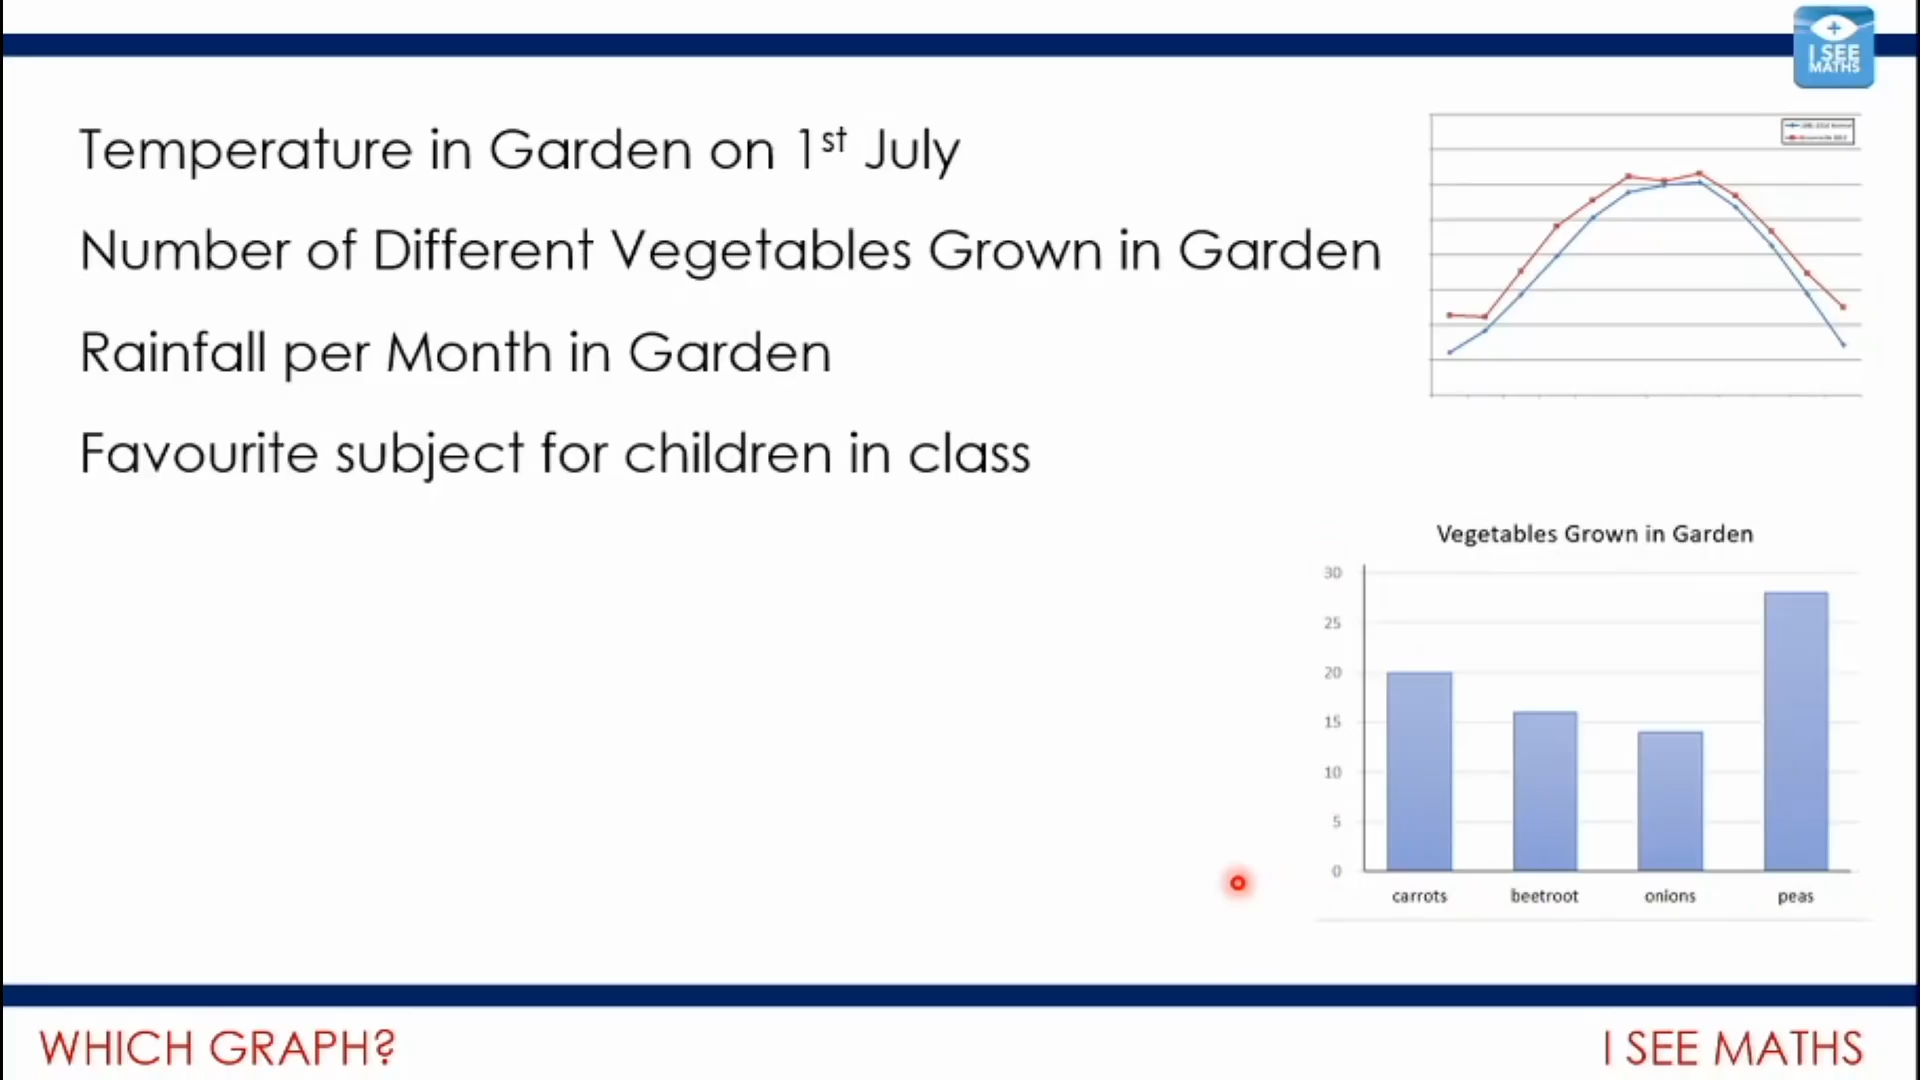 I SEE
MATHS
Temperature in Garden on 1st July
Number of Different Vegetables Grown in Garden
Rainfall per Month in Garden
Favourite subject for children in class
Vegetables Grown in Garden
30
25
20
15
10
5
0
carrots beetroot onions peas
WHICH GRAPH?
I SEE MATHS